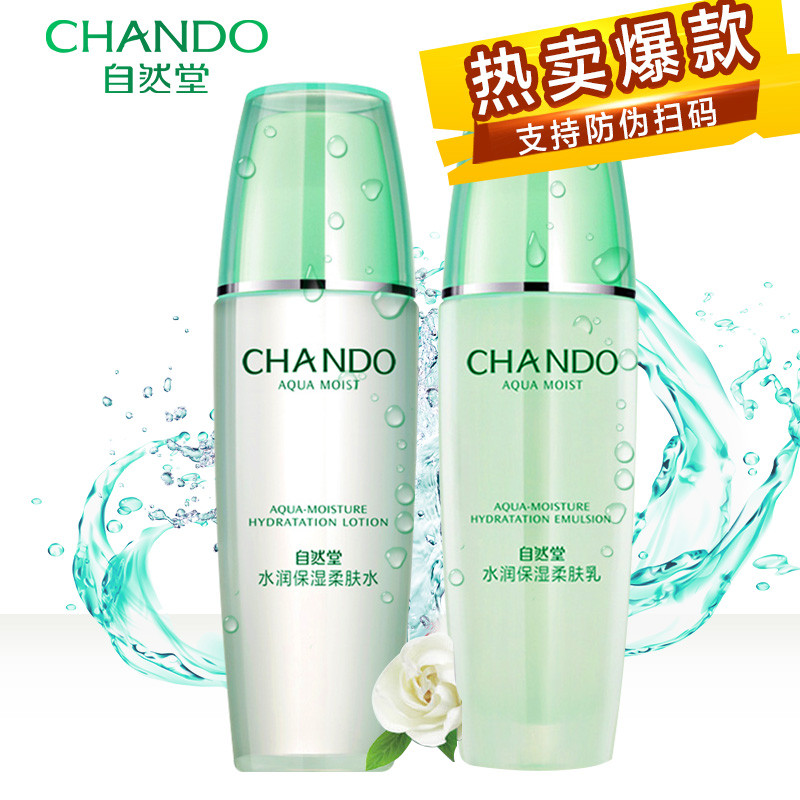 CHANDO
自然堂
热卖爆款
支持防伪扫码
CHANDO
AQUA MOIST
AQUA-MOISTURE
HYDRATATION LOTION
自然堂
水润保湿柔肤水
CHANDO
AQUA MOIST
AQUA-MOISTURE
HYDRATATION EMULSION
自然堂
水润保湿柔肤乳